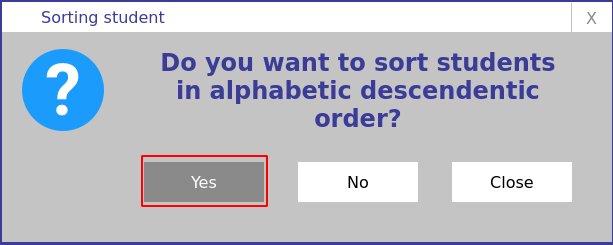 Sorting student
X
Do you want to sort students
in alphabetic descendentic
order?
Yes
No
Close